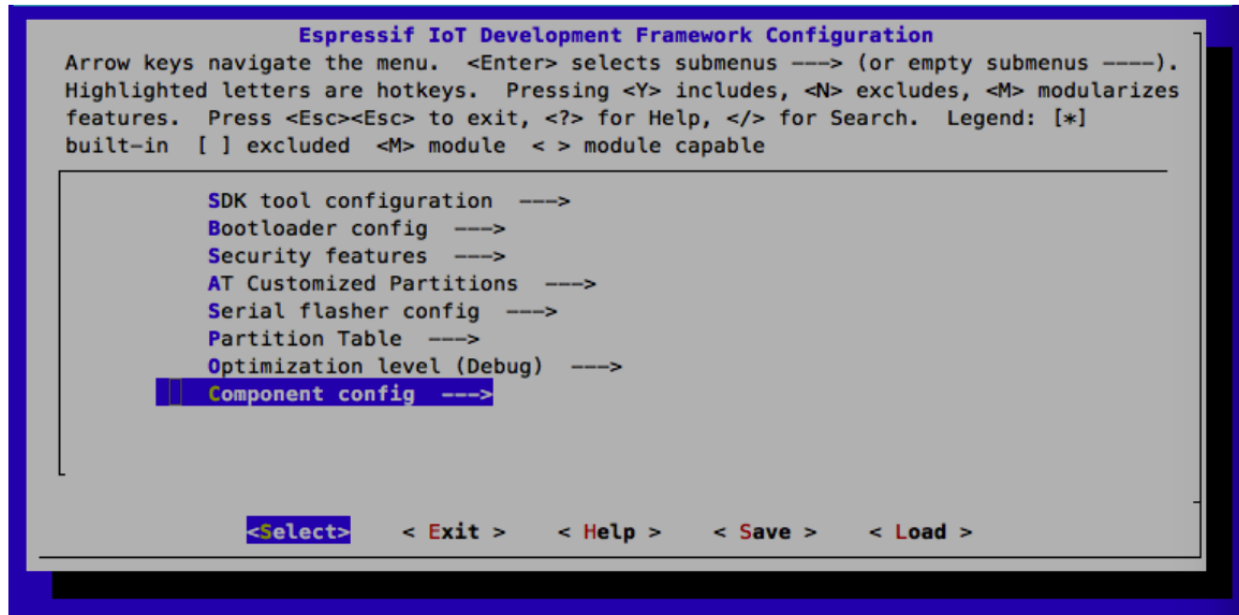 Espressif IoT Development Framework Configuration
Arrow keys navigate the menu.  <Enter> selects submenus ---> (or empty submenus ----).
Highlighted letters are hotkeys.  Pressing <Y> includes, <N> excludes, <M> modularizes
features.  Press <Esc><Esc> to exit, <?> for Help, </> for Search.  Legend: [*]
built-in  [ ] excluded  <M> module  < > module capable
SDK tool configuration  --->
Bootloader config  --->
Security features  --->
AT Customized Partitions  --->
Serial flasher config  --->
Partition Table  --->
Optimization level (Debug)  --->
Component config  --->
<Select>    < Exit >    < Help >    < Save >    < Load >